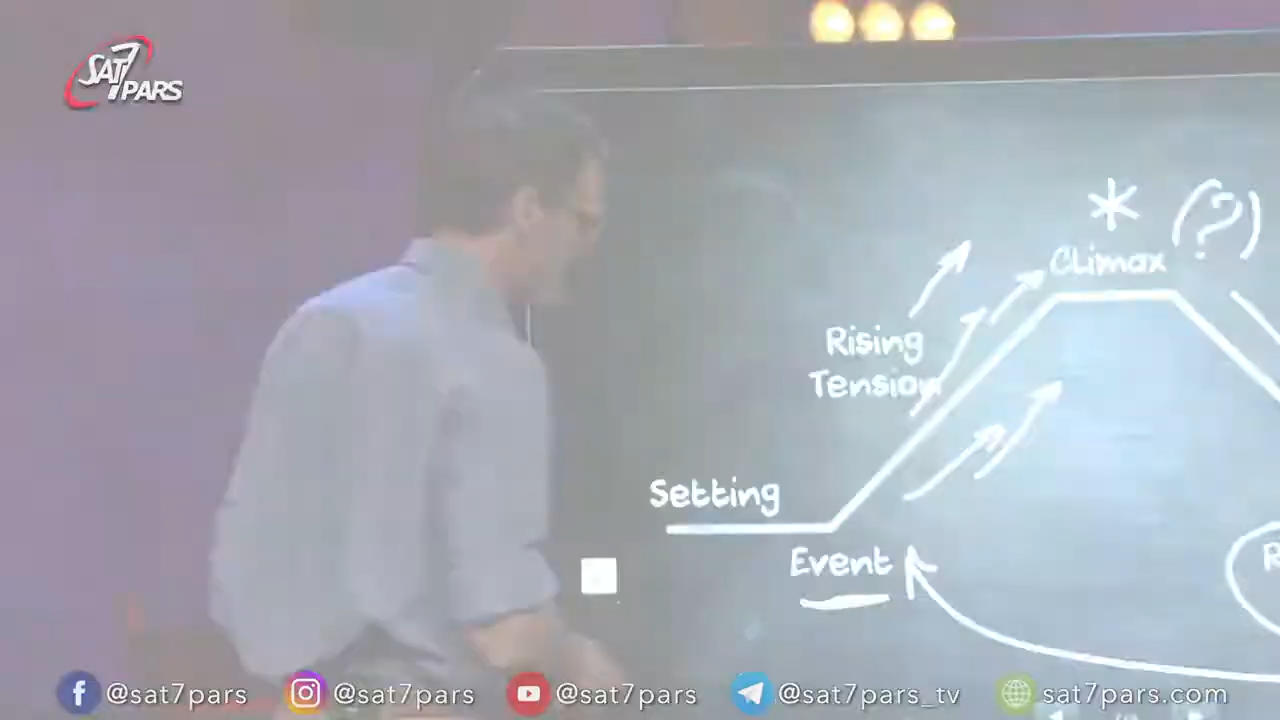 SAT7
PARS
* (?)
Climax
Rising
Tension
Setting
Event
R
@sat7pars
@sat7pars
@sat7pars
@sat7pars_tv
sat7pars.com